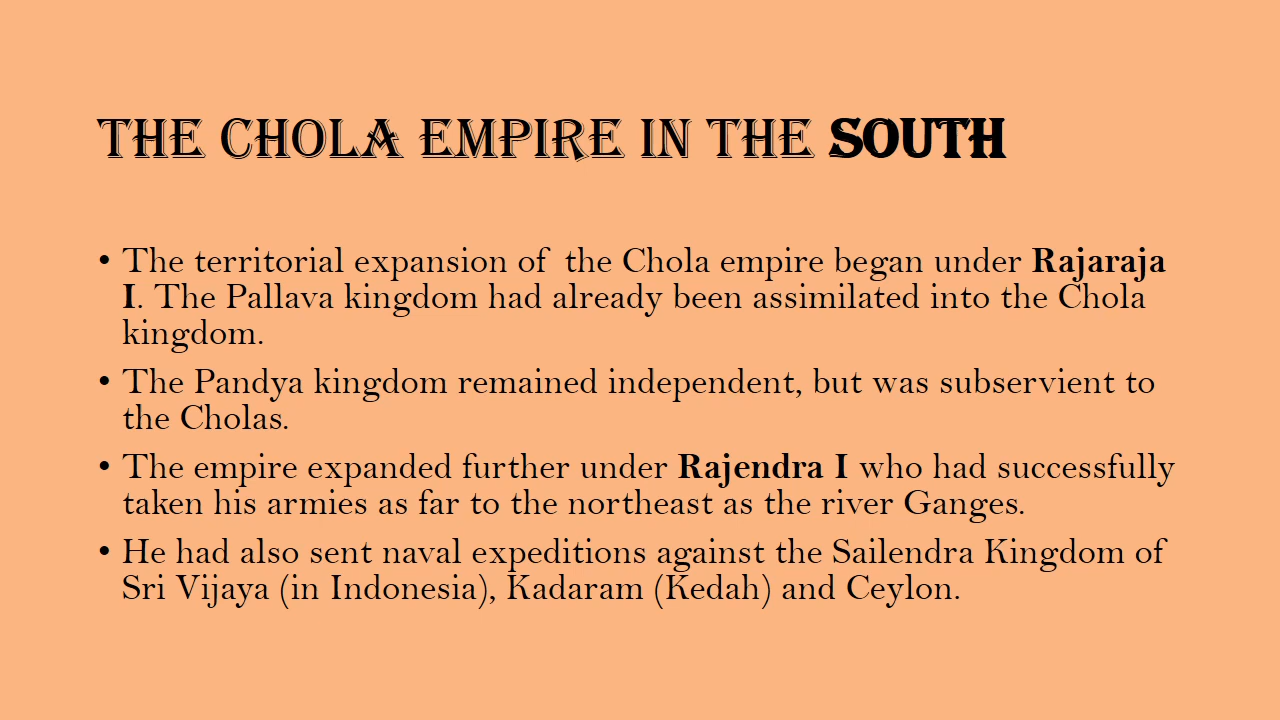 THE CHOLA EMPIRE IN THE SOUTH
• The territorial expansion of  the Chola empire began under Rajaraja
I. The Pallava kingdom had already been assimilated into the Chola
kingdom.
• The Pandya kingdom remained independent, but was subservient to
the Cholas.
• The empire expanded further under Rajendra I who had successfully
taken his armies as far to the northeast as the river Ganges.
• He had also sent naval expeditions against the Sailendra Kingdom of
Sri Vijaya (in Indonesia), Kadaram (Kedah) and Ceylon.